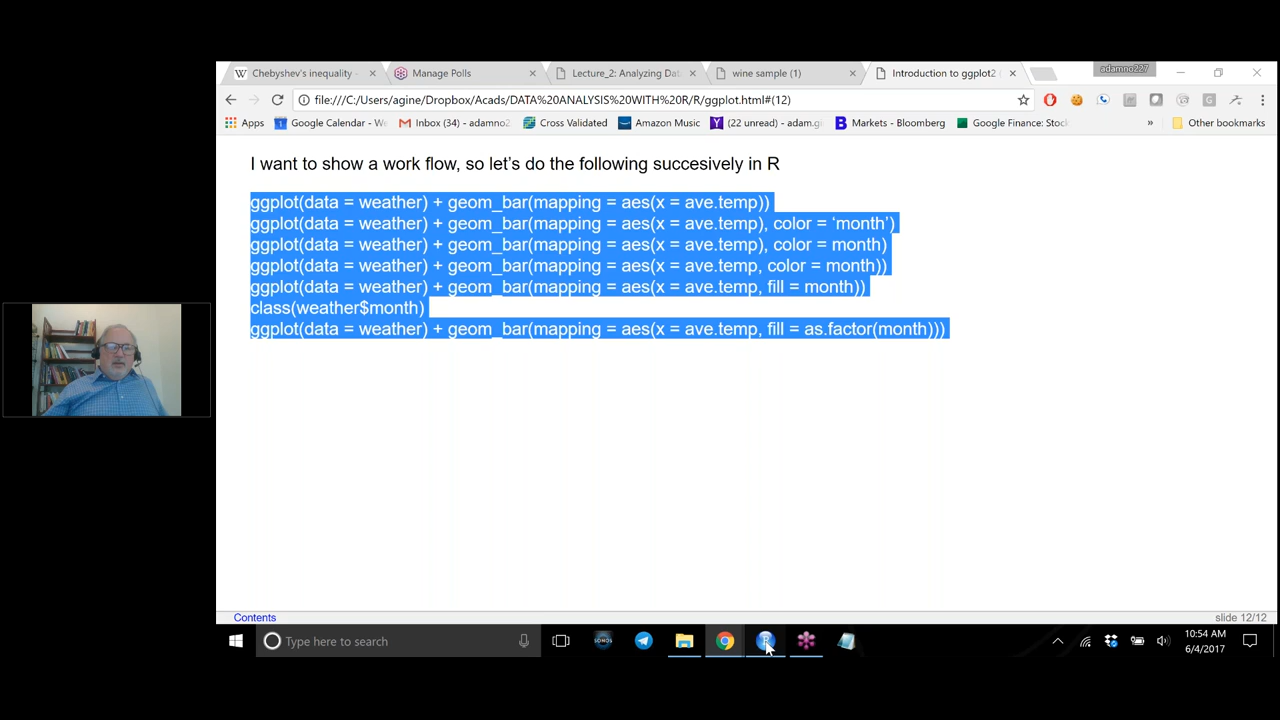 Chebyshev's inequality -
Manage Polls
Lecture_2: Analyzing Dat
wine sample (1)
Introduction to ggplot2 (
adamno227
file:///C:/Users/agine/Dropbox/Acads/DATA%20ANALYSIS%20WITH%20R/R/ggplot.html#(12)
Apps
Google Calendar - We
Inbox (34) - adamno2
Cross Validated
Amazon Music
(22 unread) - adam.gi
Markets - Bloomberg
Google Finance: Stock
»
Other bookmarks
I want to show a work flow, so let's do the following succesively in R
ggplot(data = weather) + geom_bar(mapping = aes(x = ave.temp))
ggplot(data = weather) + geom_bar(mapping = aes(x = ave.temp), color = ‘month’)
ggplot(data = weather) + geom_bar(mapping = aes(x = ave.temp), color = month)
ggplot(data = weather) + geom_bar(mapping = aes(x = ave.temp, color = month))
ggplot(data = weather) + geom_bar(mapping = aes(x = ave.temp, fill = month))
class(weather$month)
ggplot(data = weather) + geom_bar(mapping = aes(x = ave.temp, fill = as.factor(month)))
Contents
slide 12/12
Type here to search
SONOS
10:54 AM
6/4/2017